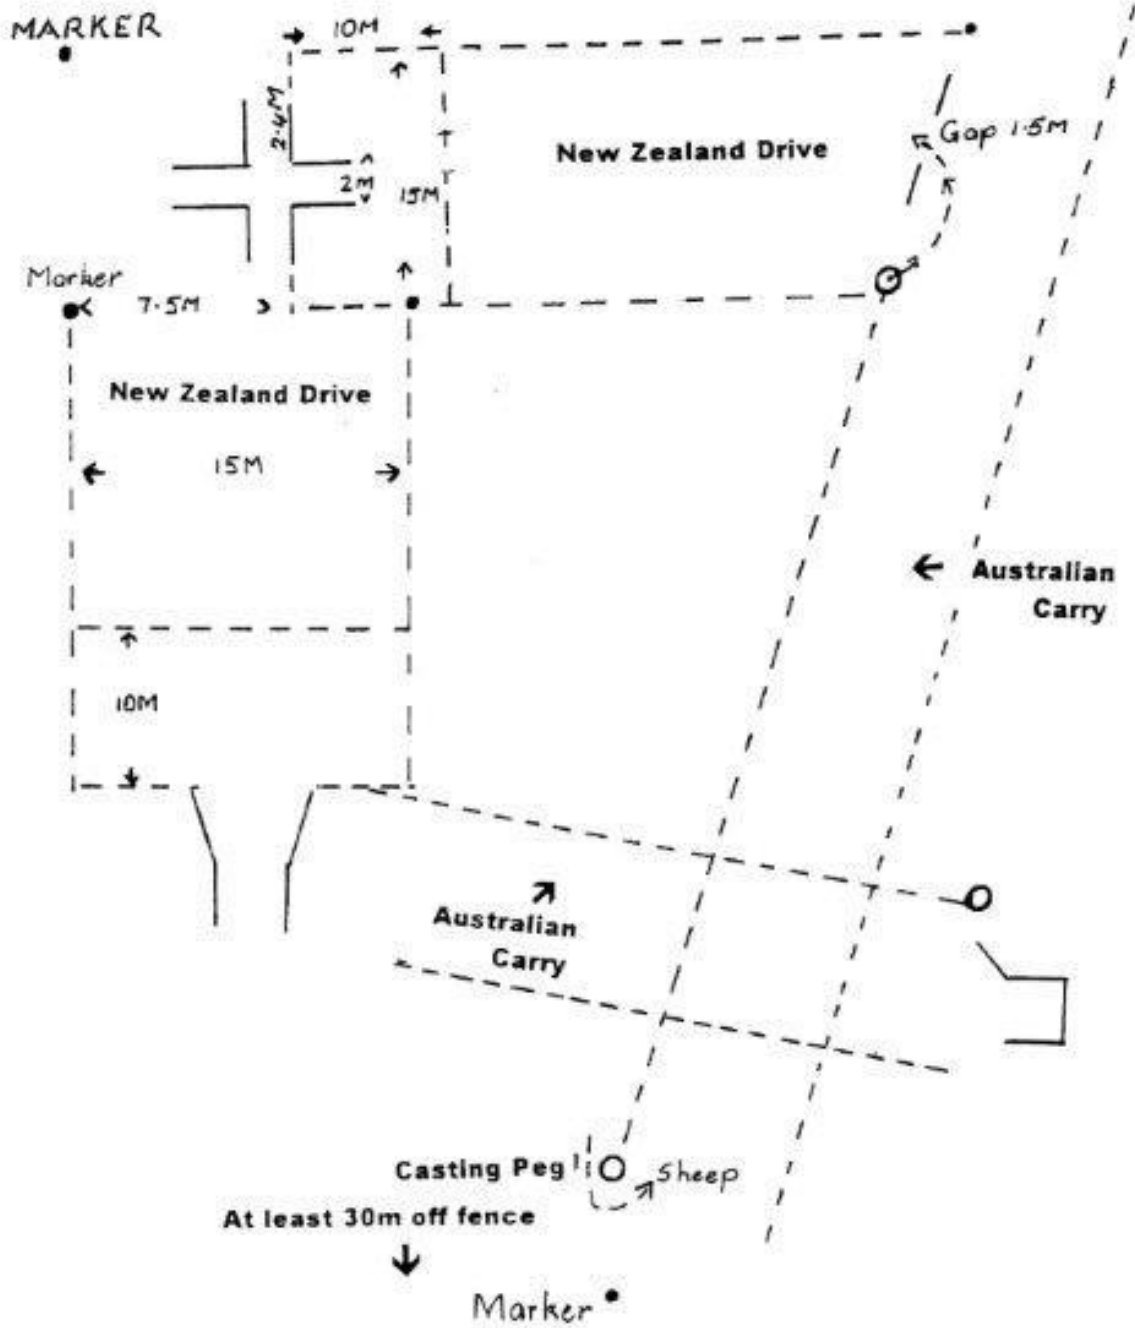 MARKER
10M
2.4M
Gap 1.5M
New Zealand Drive
2M
15M
Marker
7.5M
New Zealand Drive
15M
Australian
Carry
10M
Australian
Carry
Casting Peg
Sheep
At least 30m off fence
Marker